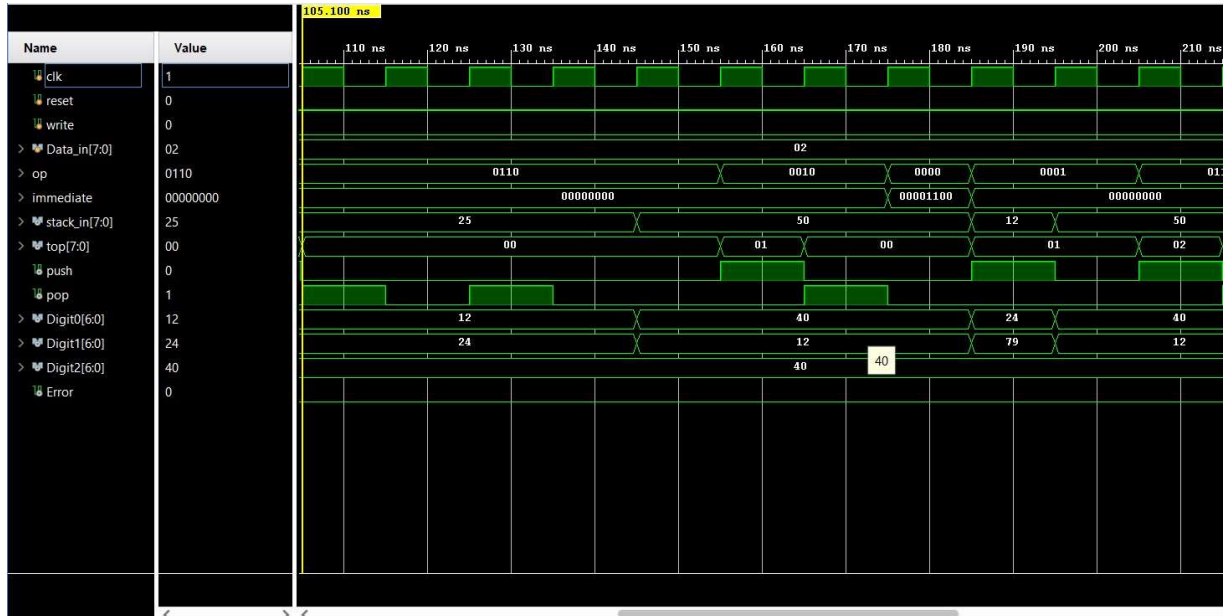 105.100 ns
Name Value 110 ns 120 ns 130 ns 140 ns 150 ns 160 ns 170 ns 180 ns 190 ns 200 ns 210 ns
clk 1
reset 0
write 0
Data_in[7:0] 02 02
op 0110 0110 0010 0000 0001 01
immediate 00000000 00000000 00001100 00000000
stack_in[7:0] 25 25 50 12 50
top[7:0] 00 00 01 00 01 02
push 0
pop 1
Digit0[6:0] 12 12 40 24 40
Digit1[6:0] 24 24 12 79 12
40
Digit2[6:0] 40 40
Error 0